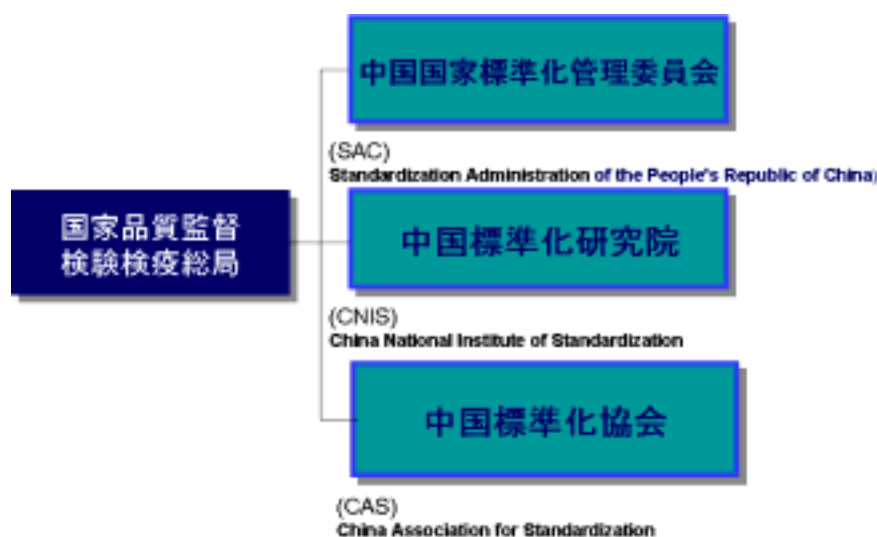 中国国家標準化管理委員会
(SAC)
Standardization Administration of the People's Republic of China)
国家品質監督
検験検疫総局
中国標準化研究院
(CNIS)
China National Institute of Standardization
中国標準化協会
(CAS)
China Association for Standardization